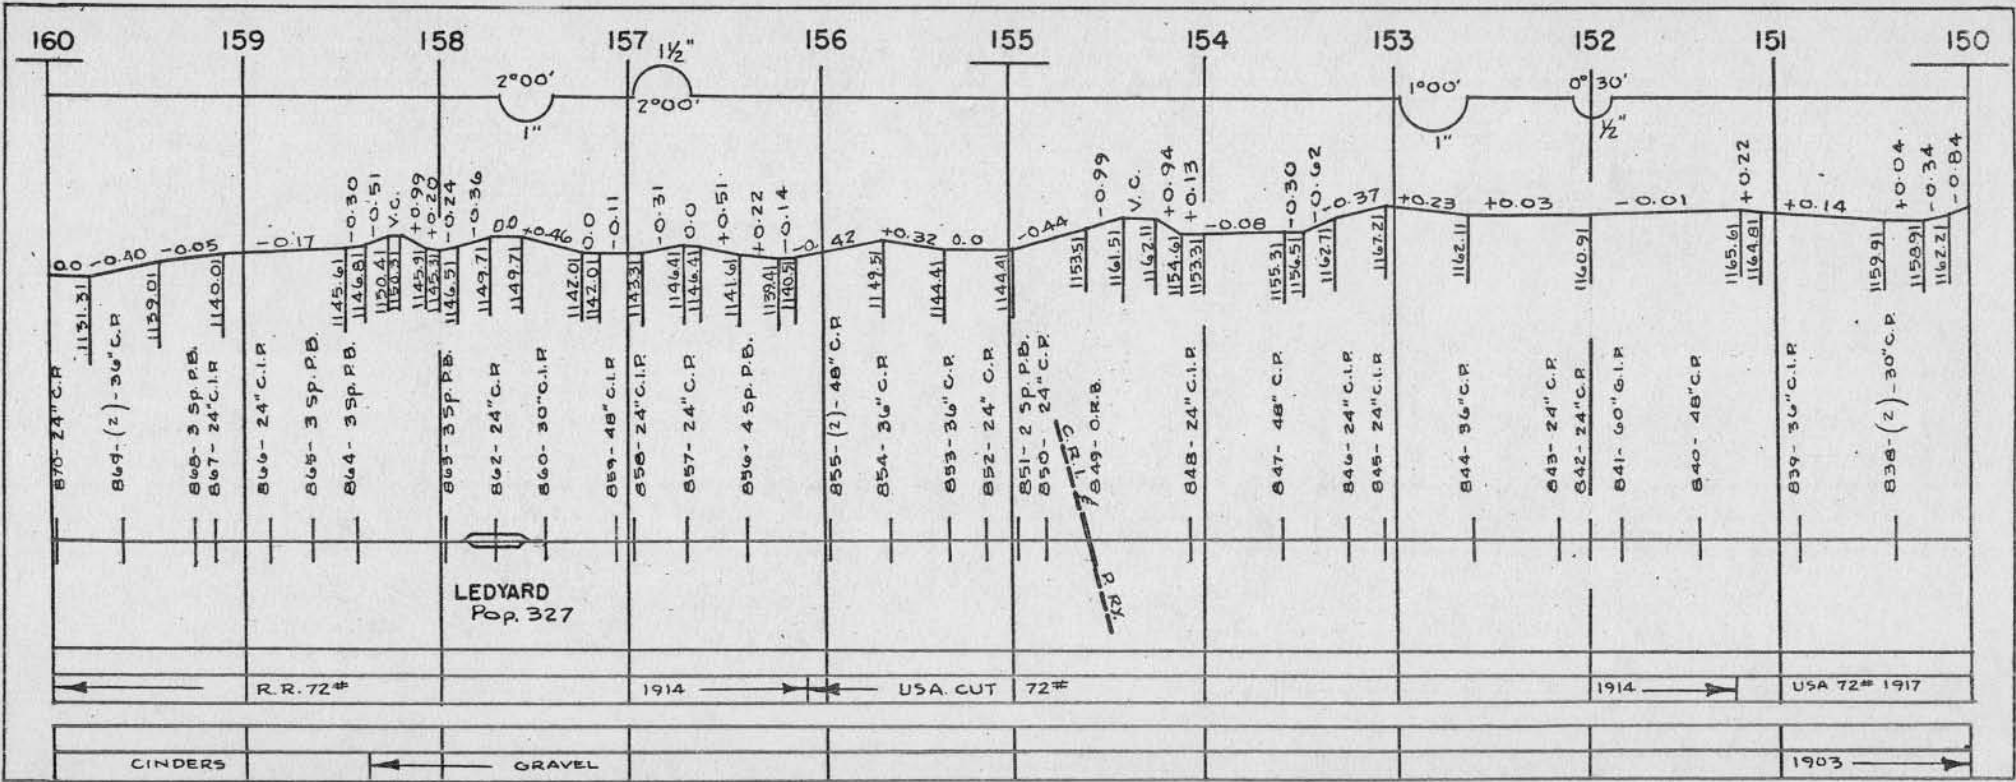 160 159 158 157 156 155 154 153 152 151 150
2°00'
1"
1½"
2°00'
1°00'
1"
0°30'
½"
0.0
-0.40
-0.05
-0.17
-0.30
-0.51
V.C.
+0.99
+0.20
-0.24
-0.36
0.0
+0.46
0.0
-0.11
-0.31
0.0
+0.51
+0.22
-0.14
-0.42
+0.32
0.0
-0.44
-0.99
V.C.
+0.94
+0.13
-0.08
-0.30
-0.62
-0.37
+0.23
+0.03
-0.01
+0.22
+0.14
+0.04
-0.34
-0.84
1131.31
1139.01
1140.01
1145.61
1146.81
1150.41
1150.31
1145.91
1145.31
1146.51
1149.71
1149.71
1142.01
1142.01
1143.31
1146.41
1146.41
1141.61
1139.41
1140.51
1149.51
1144.41
1144.41
1153.51
1161.51
1162.11
1154.61
1153.31
1155.31
1156.51
1162.71
1167.21
1162.11
1160.91
1165.61
1164.81
1159.91
1158.91
1162.21
870- 24" C.P.
869- (2) - 36" C.P.
868- 3 Sp. P.B.
867- 24" C.I.P.
866- 24" C.I.P.
865- 3 Sp. P.B.
864- 3 Sp. P.B.
863- 3 Sp. P.B.
862- 24" C.P.
860- 30" C.I.P.
859- 48" C.I.P.
858- 24" C.I.P.
857- 24" C.P.
856- 4 Sp. P.B.
855- (2) - 48" C.P.
854- 36" C.P.
853- 36" C.P.
852- 24" C.P.
851- 2 Sp. P.B.
850- 24" C.P.
849- O.R.B.
848- 24" C.I.P.
847- 48" C.P.
846- 24" C.I.P.
845- 24" C.I.P.
844- 36" C.P.
843- 24" C.P.
842- 24" C.P.
841- 60" C.I.P.
840- 48" C.P.
839- 36" C.I.P.
838- (2) - 30" C.P.
C.R.I. & P. RY.
LEDYARD
Pop. 327
R.R. 72# 1914 USA. CUT 72# 1914 USA 72# 1917
CINDERS GRAVEL 1903